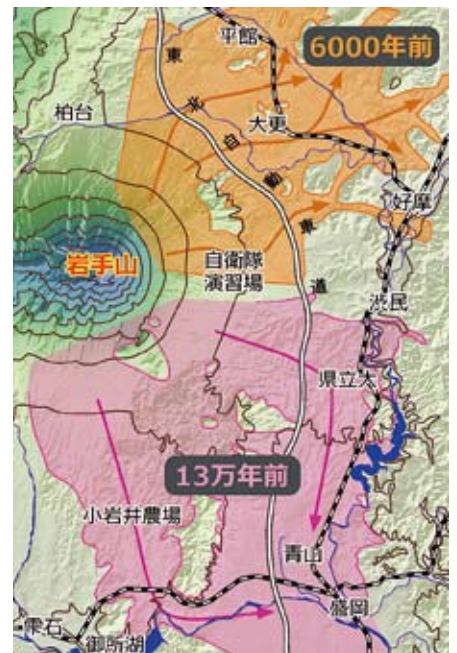 平館
6000年前
東
北
自
動
車
道
柏台
大更
好摩
岩手山
自衛隊
演習場
渋民
県立大
13万年前
小岩井農場
青山
盛岡
雫石
御所湖